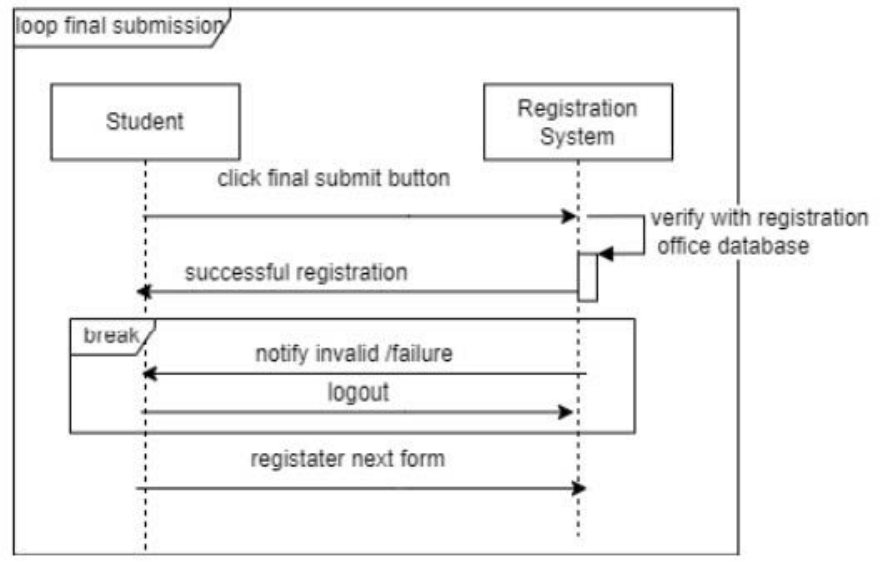 loop final submission
Student
Registration
System
click final submit button
verify with registration
office database
successful registration
break
notify invalid /failure
logout
registater next form